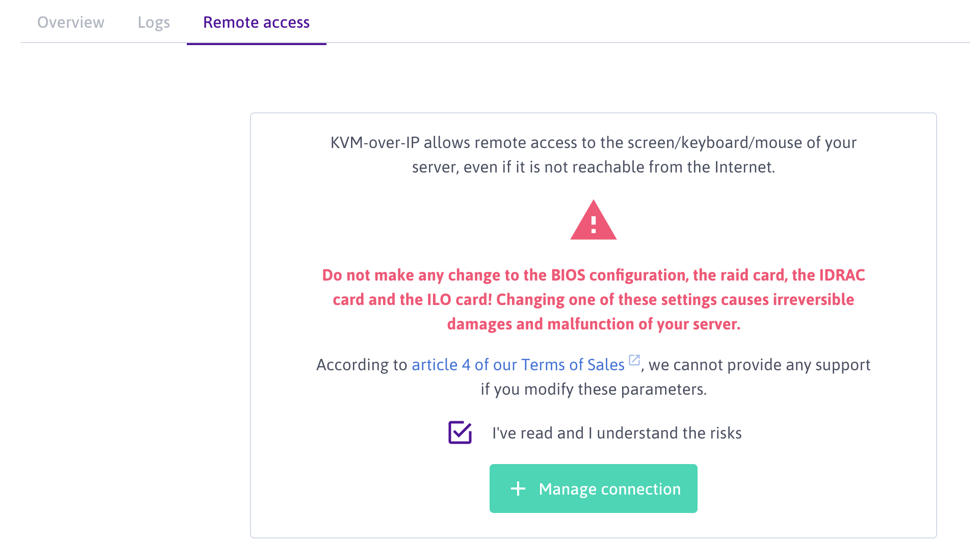 Overview
Logs
Remote access
KVM-over-IP allows remote access to the screen/keyboard/mouse of your
server, even if it is not reachable from the Internet.
Do not make any change to the BIOS configuration, the raid card, the IDRAC
card and the ILO card! Changing one of these settings causes irreversible
damages and malfunction of your server.
According to article 4 of our Terms of Sales, we cannot provide any support
if you modify these parameters.
I've read and I understand the risks
+ Manage connection